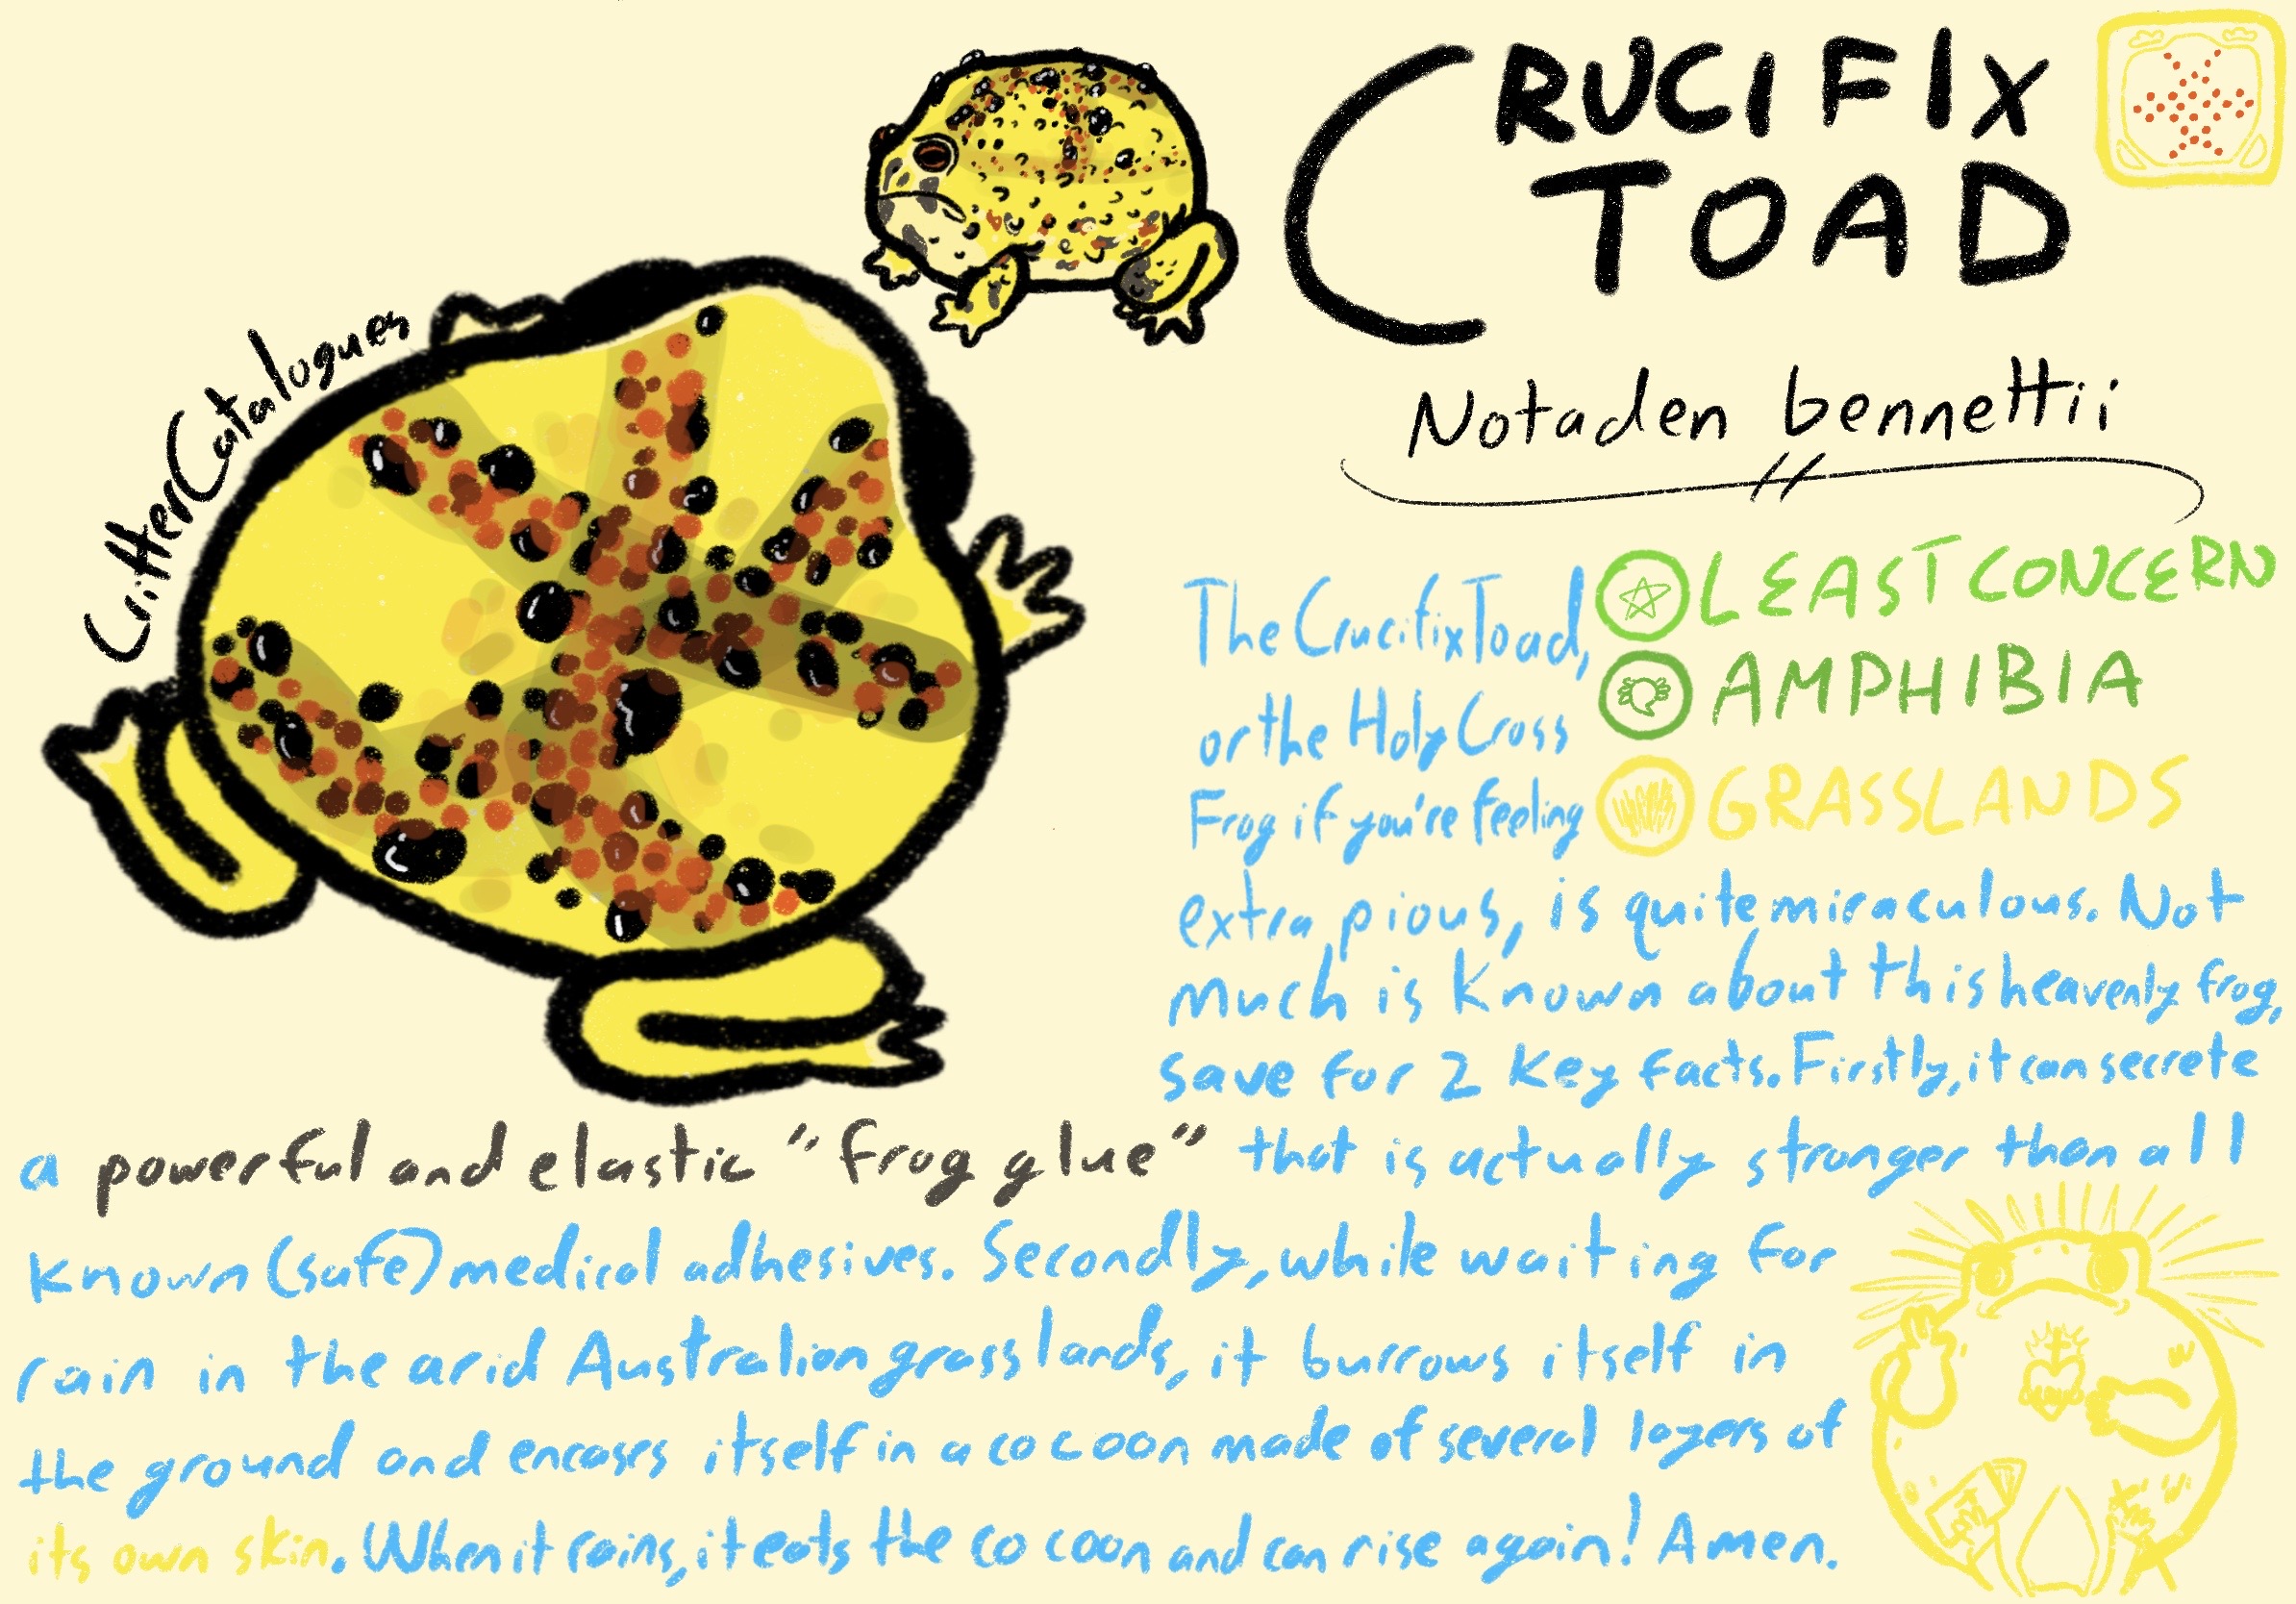 CRUCIFIX
TOAD
Notaden bennettii
CritterCatalogues
LEAST CONCERN
AMPHIBIA
GRASSLANDS
The Crucifix Toad,
or the Holy Cross
Frog if you're feeling
extra pious, is quite miraculous. Not
much is known about this heavenly frog,
save for 2 key facts. Firstly, it can secrete
a powerful and elastic "frog glue" that is actually stronger than all
known (safe) medical adhesives. Secondly, while waiting for
rain in the arid Australian grasslands, it burrows itself in
the ground and encases itself in a cocoon made of several layers of
its own skin. When it rains, it eats the cocoon and can rise again! Amen.